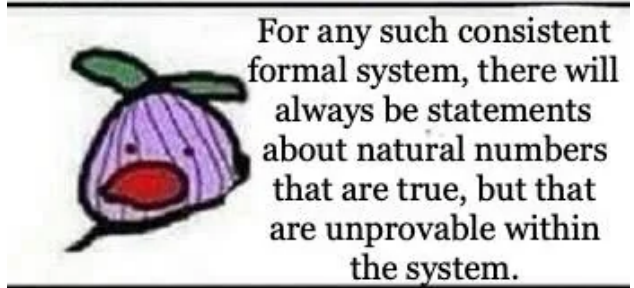 For any such consistent
formal system, there will
always be statements
about natural numbers
that are true, but that
are unprovable within
the system.